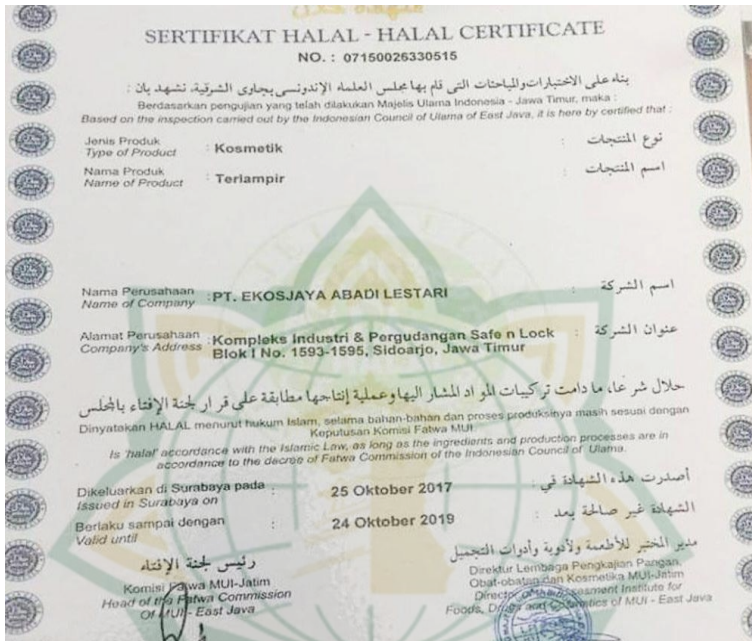 شهادة حلال
SERTIFIKAT HALAL - HALAL CERTIFICATE
NO. : 07150026330515
بناء على الاختبارات والمباحثات التي قام بها مجلس العلماء الإندونسي بجاوى الشرقية، نشهد بان :
Berdasarkan pengujian yang telah dilakukan Majelis Ulama Indonesia - Jawa Timur, maka :
Based on the inspection carried out by the Indonesian Council of Ulama of East Java, it is here by certified that :
Jenis Produk : Kosmetik نوع المنتجات :
Type of Product
Nama Produk : Terlampir اسم المنتجات :
Name of Product
Nama Perusahaan : PT. EKOSJAYA ABADI LESTARI اسم الشركة :
Name of Company
Alamat Perusahaan : Kompleks Industri & Pergudangan Safe n Lock عنوان الشركة :
Company's Address Blok I No. 1593-1595, Sidoarjo, Jawa Timur
حلال شرعا، ما دامت تركيبات المواد المشار اليها وعملية إنتاجها مطابقة على قرار لجنة الإفتاء بالمجلس
Dinyatakan HALAL menurut hukum Islam, selama bahan-bahan dan proses produksinya masih sesuai dengan
Keputusan Komisi Fatwa MUI
Is 'halal' accordance with the Islamic Law, as long as the ingredients and production processes are in
accordance to the decree of Fatwa Commission of the Indonesian Council of Ulama.
Dikeluarkan di Surabaya pada : 25 Oktober 2017 أصدرت هذه الشهادة في :
Issued in Surabaya on
Berlaku sampai dengan : 24 Oktober 2019 الشهادة غير صالحة بعد :
Valid until
رئيس لجنة الإفتاء
Komisi Fatwa MUI-Jatim
Head of the Fatwa Commission
Of MUI - East Java
مدير المختبر للأطعمة والأدوية وأدوات التجميل
Direktur Lembaga Pengkajian Pangan,
Obat-obatan dan Kosmetika MUI-Jatim
Director Assesment Institute for
Foods, Drugs and Cosmetics of MUI - East Java